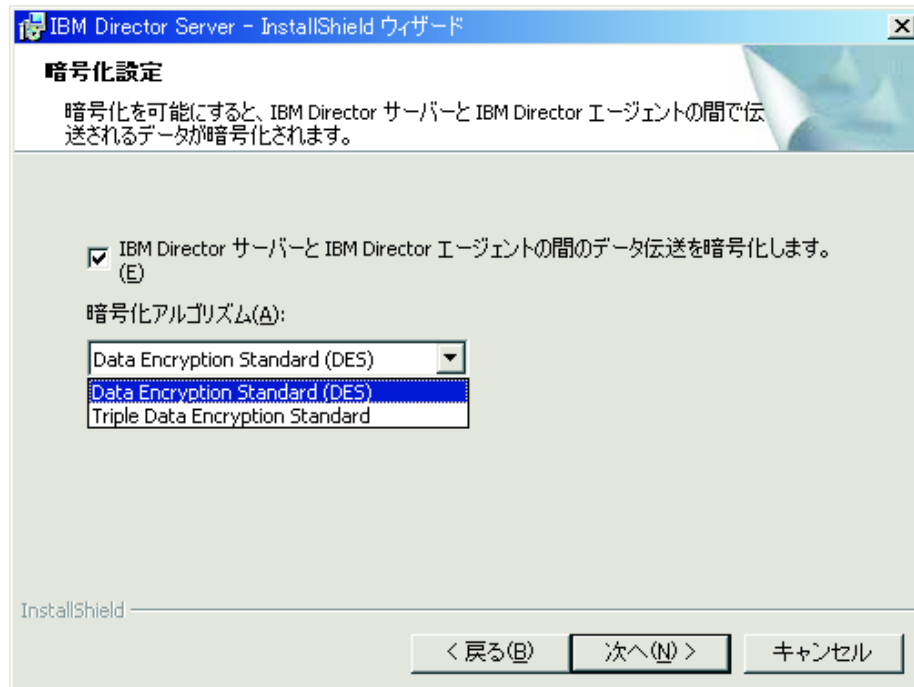 IBM Director Server - InstallShield ウィザード
暗号化設定
暗号化を可能にすると、IBM Director サーバーと IBM Director エージェントの間で伝
送されるデータが暗号化されます。
IBM Director サーバーと IBM Director エージェントの間のデータ伝送を暗号化します。
(E)
暗号化アルゴリズム(A):
Data Encryption Standard (DES)
Data Encryption Standard (DES)
Triple Data Encryption Standard
InstallShield
< 戻る(B)
次へ(N) >
キャンセル